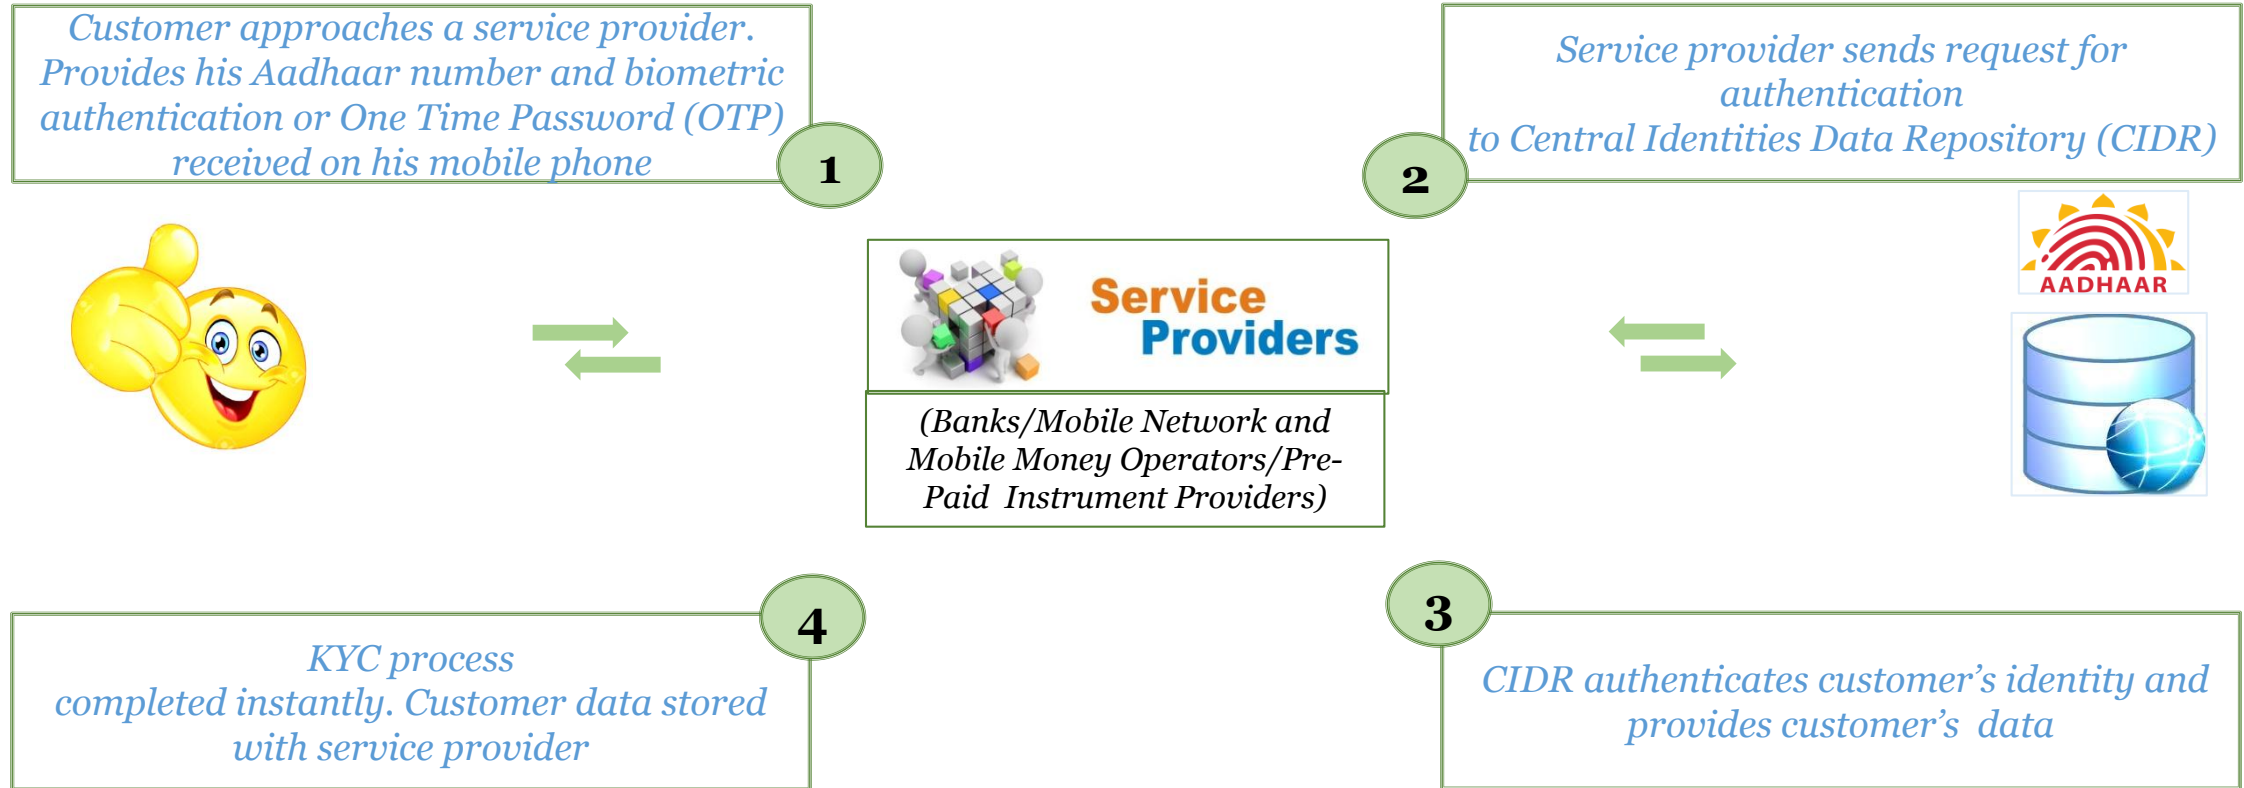 Customer approaches a service provider.
Provides his Aadhaar number and biometric
authentication or One Time Password (OTP)
received on his mobile phone
1
Service provider sends request for
authentication
to Central Identities Data Repository (CIDR)
2
AADHAAR
Service
Providers
(Banks/Mobile Network and
Mobile Money Operators/Pre-
Paid Instrument Providers)
3
CIDR authenticates customer’s identity and
provides customer’s data
4
KYC process
completed instantly. Customer data stored
with service provider